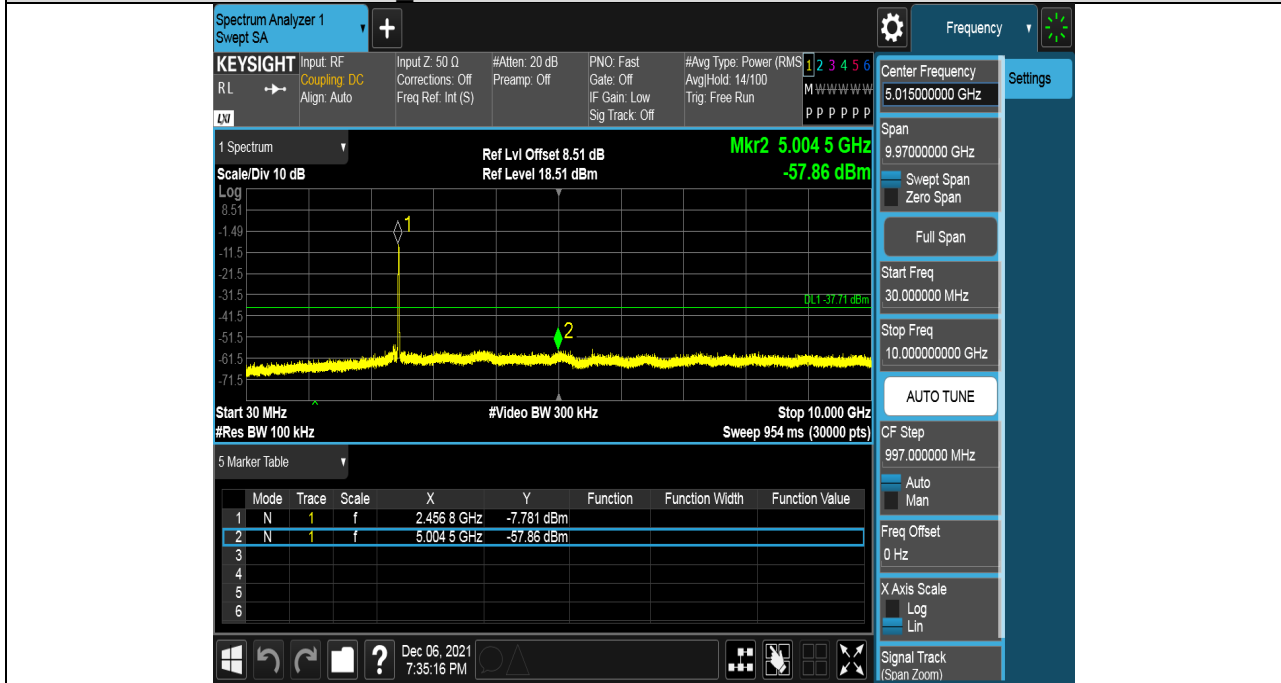 Spectrum Analyzer 1
Swept SA
+
Frequency
KEYSIGHT
RL
LXI
Input: RF
Coupling: DC
Align: Auto
Input Z: 50 Ω
Corrections: Off
Freq Ref: Int (S)
#Atten: 20 dB
Preamp: Off
PNO: Fast
Gate: Off
IF Gain: Low
Sig Track: Off
#Avg Type: Power (RMS
Avg|Hold: 14/100
Trig: Free Run
1 2 3 4 5 6
M W W W W W
P P P P P P
Center Frequency
5.015000000 GHz
Settings
Span
9.97000000 GHz
Swept Span
Zero Span
Full Span
Start Freq
30.000000 MHz
Stop Freq
10.000000000 GHz
AUTO TUNE
CF Step
997.000000 MHz
Auto
Man
Freq Offset
0 Hz
X Axis Scale
Log
Lin
Signal Track
(Span Zoom)
1 Spectrum
Scale/Div 10 dB
Ref Lvl Offset 8.51 dB
Ref Level 18.51 dBm
Mkr2 5.004 5 GHz
-57.86 dBm
Log
8.51
-1.49
-11.5
-21.5
-31.5
-41.5
-51.5
-61.5
-71.5
1
2
DL1 -37.71 dBm
Start 30 MHz
#Res BW 100 kHz
#Video BW 300 kHz
Stop 10.000 GHz
Sweep 954 ms (30000 pts)
5 Marker Table
Mode Trace Scale X Y Function Function Width Function Value
1 N 1 f 2.456 8 GHz -7.781 dBm
2 N 1 f 5.004 5 GHz -57.86 dBm
3
4
5
6
?
Dec 06, 2021
7:35:16 PM